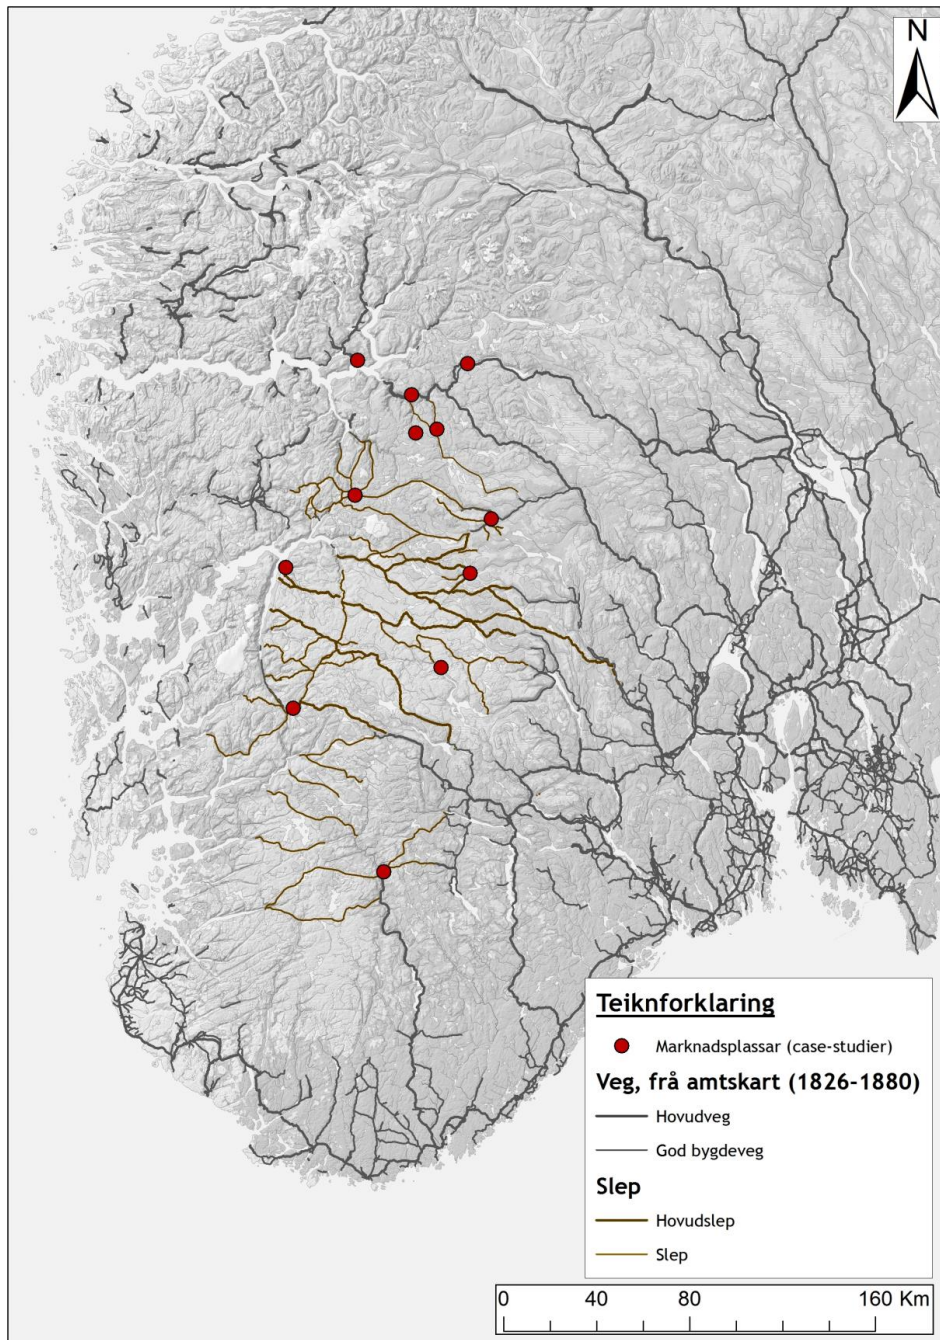 N
Teiknforklaring
Marknadsplassar (case-studier)
Veg, frå amtskart (1826-1880)
Hovudveg
God bygdeveg
Slep
Hovudslep
Slep
0 40 80 160 Km